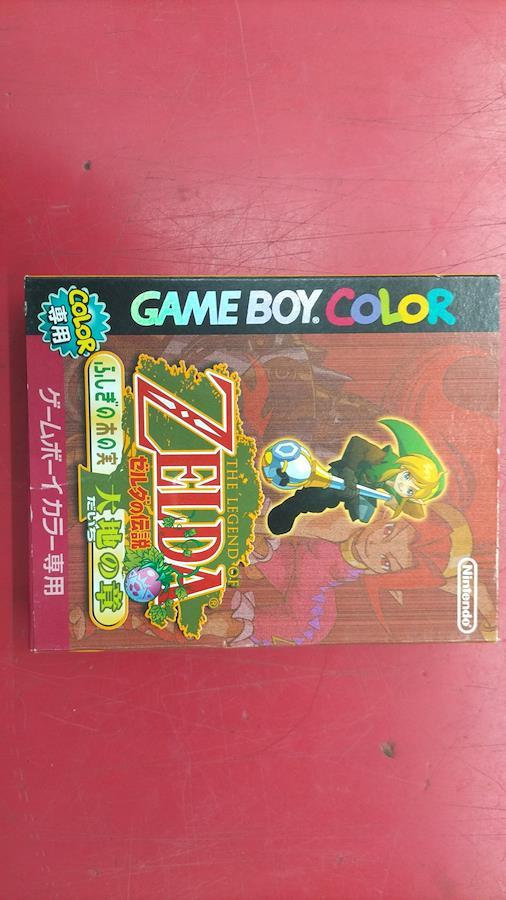 GAME BOY® COLOR
COLOR
専用
Nintendo®
THE LEGEND OF
ZELDA®
ゼルダの伝説
ふしぎの木の実
大地の章
だいち
ゲームボーイ カラー専用